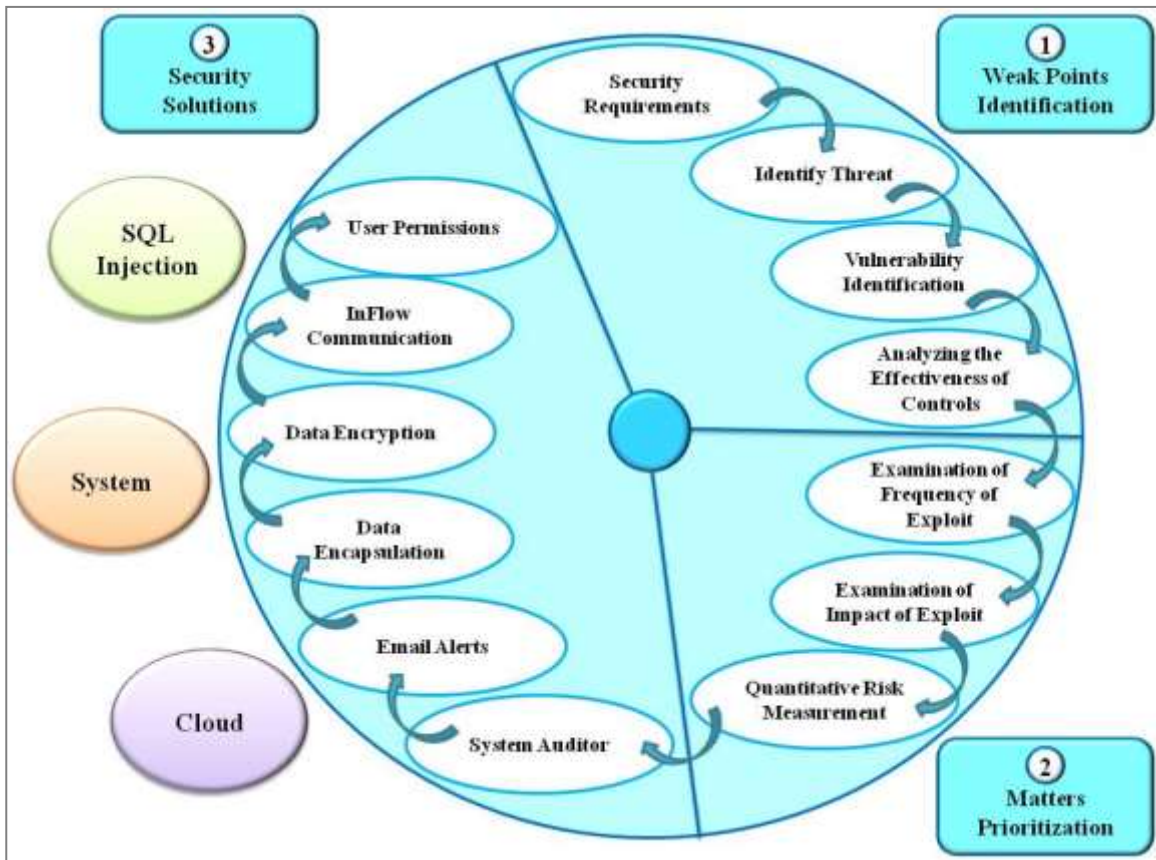 3
Security
Solutions
1
Weak Points
Identification
Security
Requirements
Identify Threat
Vulnerability
Identification
Analyzing the
Effectiveness of
Controls
Examination of
Frequency of
Exploit
Examination of
Impact of Exploit
Quantitative Risk
Measurement
2
Matters
Prioritization
System Auditor
Email Alerts
Data
Encapsulation
Data Encryption
InFlow
Communication
User Permissions
SQL
Injection
System
Cloud